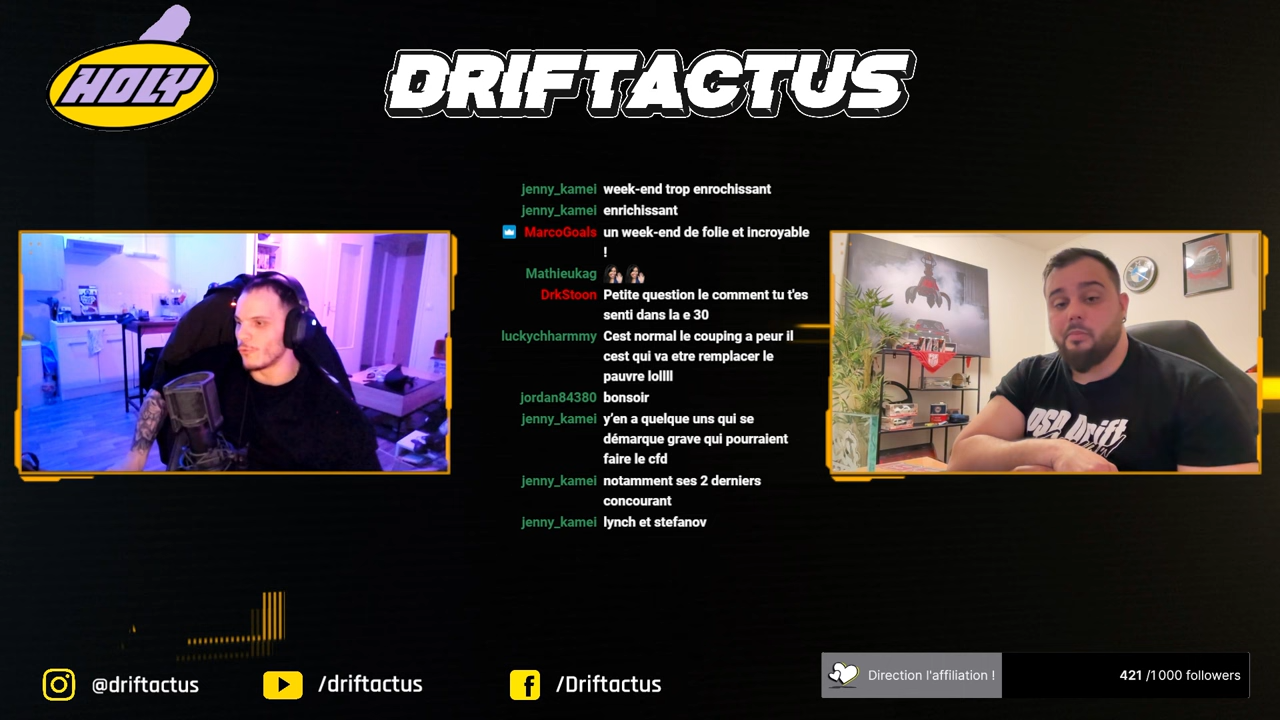 HOLY
DRIFTACTUS
jenny_kamei week-end trop enrochissant
jenny_kamei enrichissant
MarcoGoals un week-end de folie et incroyable
!
Mathieukag
DrkStoon Petite question le comment tu t'es
senti dans la e 30
luckycharmmy Cest normal le couping a peur il
cest qui va etre remplacer le
pauvre lollll
jordan84380 bonsoir
jenny_kamei y'en a quelque uns qui se
démarque grave qui pourraient
faire le cfd
jenny_kamei notamment ses 2 derniers
concourant
jenny_kamei lynch et stefanov
Drift
@driftactus
/driftactus
/Driftactus
Direction l'affiliation !
421 /1000 followers